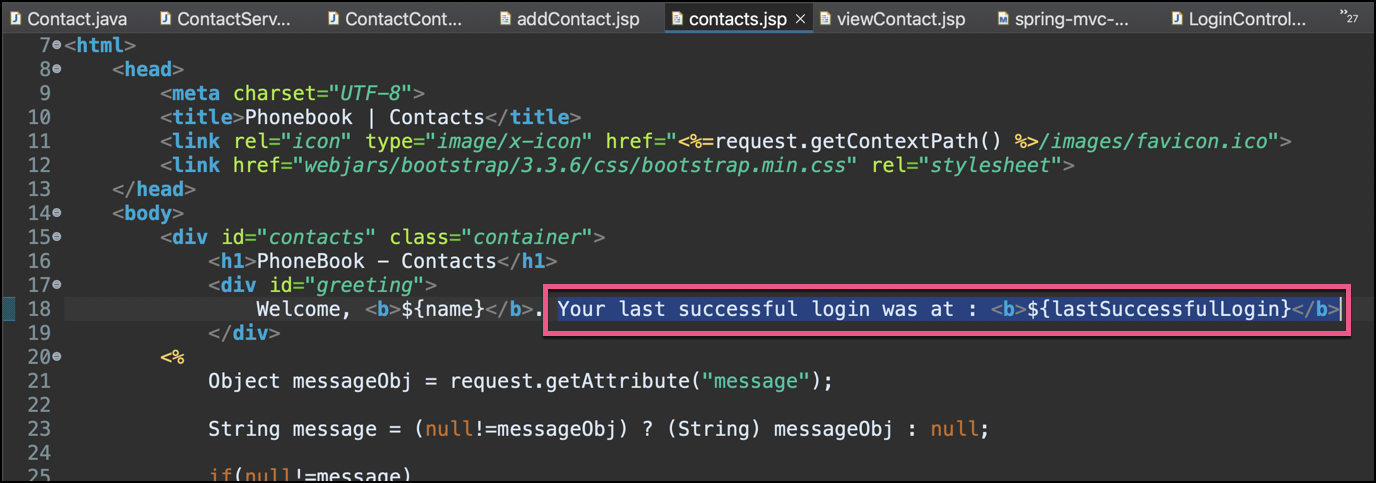 Contact.java ContactServ... ContactCont... addContact.jsp contacts.jsp viewContact.jsp spring-mvc-... LoginControl... »27
7 <html>
8 <head>
9 <meta charset="UTF-8">
10 <title>Phonebook | Contacts</title>
11 <link rel="icon" type="image/x-icon" href="<%=request.getContextPath() %>/images/favicon.ico">
12 <link href="webjars/bootstrap/3.3.6/css/bootstrap.min.css" rel="stylesheet">
13 </head>
14 <body>
15 <div id="contacts" class="container">
16 <h1>PhoneBook - Contacts</h1>
17 <div id="greeting">
18 Welcome, <b>${name}</b>. Your last successful login was at : <b>${lastSuccessfulLogin}</b>
19 </div>
20 <%
21 Object messageObj = request.getAttribute("message");
22
23 String message = (null!=messageObj) ? (String) messageObj : null;
24
25 if(null!=message)